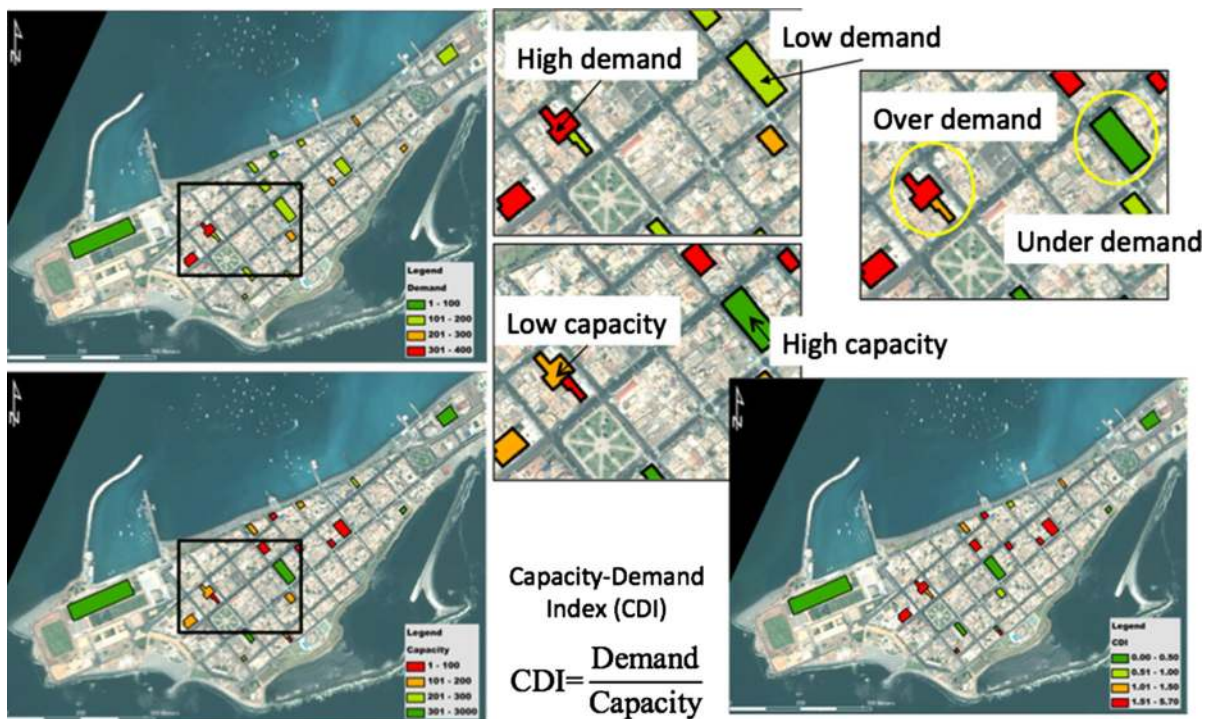 Legend
Demand
1 - 100
101 - 200
201 - 300
301 - 400
High demand
Low demand
Over demand
Under demand
Low capacity
High capacity
Legend
Capacity
1 - 100
101 - 200
201 - 300
301 - 3000
Capacity-Demand
Index (CDI)
CDI=
Demand
Capacity
Legend
CDI
0.00 - 0.50
0.51 - 1.00
1.01 - 1.50
1.51 - 5.70